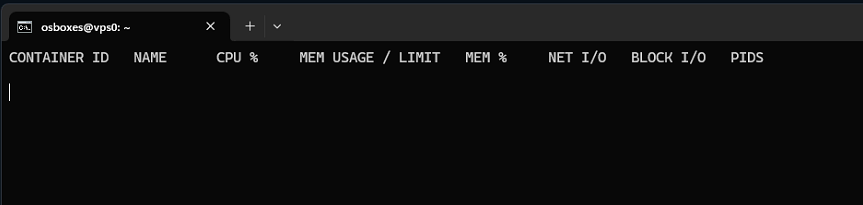 osboxes@vps0: ~
CONTAINER ID NAME CPU % MEM USAGE / LIMIT MEM % NET I/O BLOCK I/O PIDS